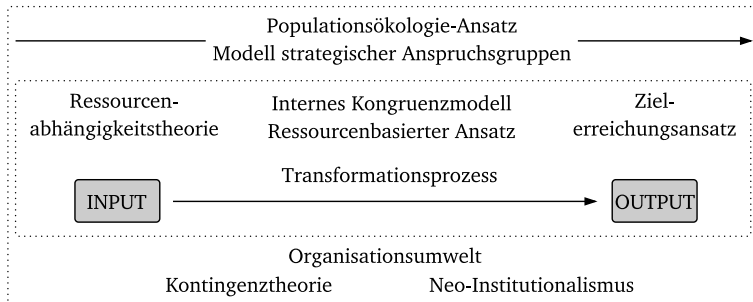 Populationsökologie-Ansatz
Modell strategischer Anspruchsgruppen
Ressourcen-
abhängigkeitstheorie
Internes Kongruenzmodell
Ressourcenbasierter Ansatz
Ziel-
erreichungsansatz
Transformationsprozess
INPUT
OUTPUT
Organisationsumwelt
Kontingenztheorie
Neo-Institutionalismus